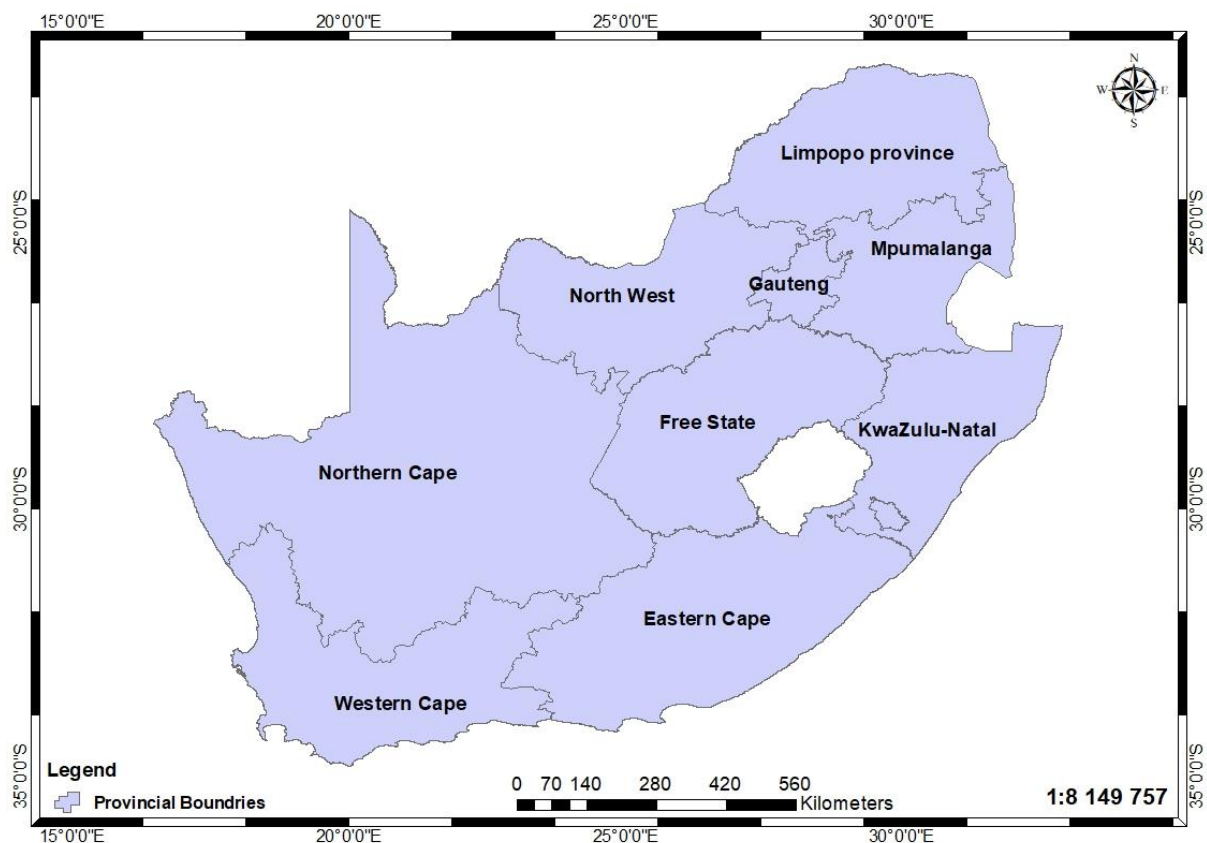 15°0'0"E 20°0'0"E 25°0'0"E 30°0'0"E
N
W E
S
Limpopo province
25°0'0"S 25°0'0"S
Mpumalanga
Gauteng
North West
Free State
KwaZulu-Natal
Northern Cape
30°0'0"S 30°0'0"S
Eastern Cape
Western Cape
35°0'0"S 35°0'0"S
Legend
Provincial Boundries
0 70 140 280 420 560
Kilometers
1:8 149 757
15°0'0"E 20°0'0"E 25°0'0"E 30°0'0"E